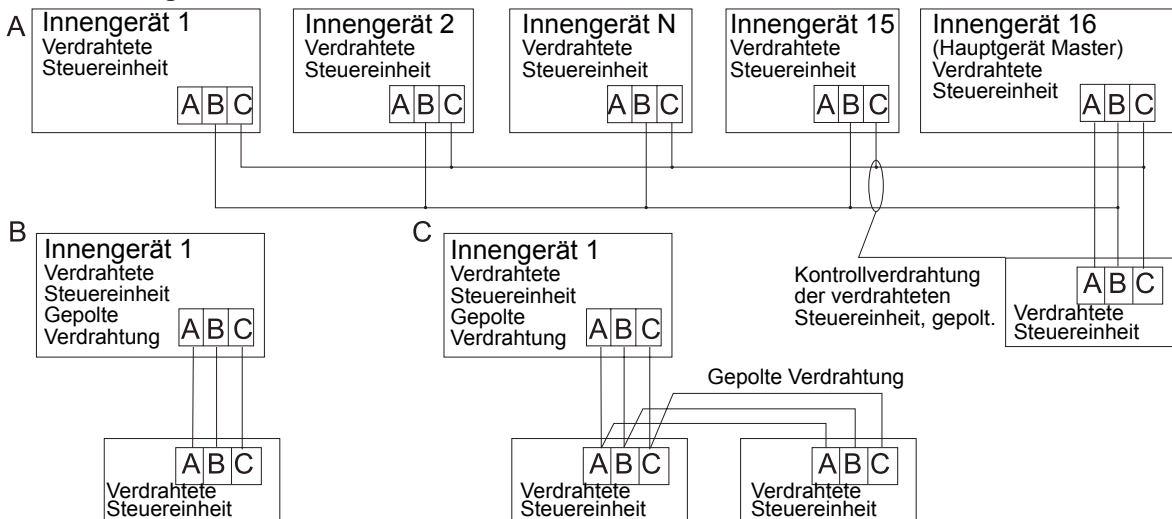 A
Innengerät 1
Verdrahtete
Steuereinheit
A B C
Innengerät 2
Verdrahtete
Steuereinheit
A B C
Innengerät N
Verdrahtete
Steuereinheit
A B C
Innengerät 15
Verdrahtete
Steuereinheit
A B C
Innengerät 16
(Hauptgerät Master)
Verdrahtete
Steuereinheit
A B C
B
Innengerät 1
Verdrahtete
Steuereinheit
Gepolte
Verdrahtung
A B C
A B C
Verdrahtete
Steuereinheit
C
Innengerät 1
Verdrahtete
Steuereinheit
Gepolte
Verdrahtung
A B C
Gepolte Verdrahtung
A B C
Verdrahtete
Steuereinheit
A B C
Verdrahtete
Steuereinheit
Kontrollverdrahtung
der verdrahteten
Steuereinheit, gepolt.
A B C
Verdrahtete
Steuereinheit